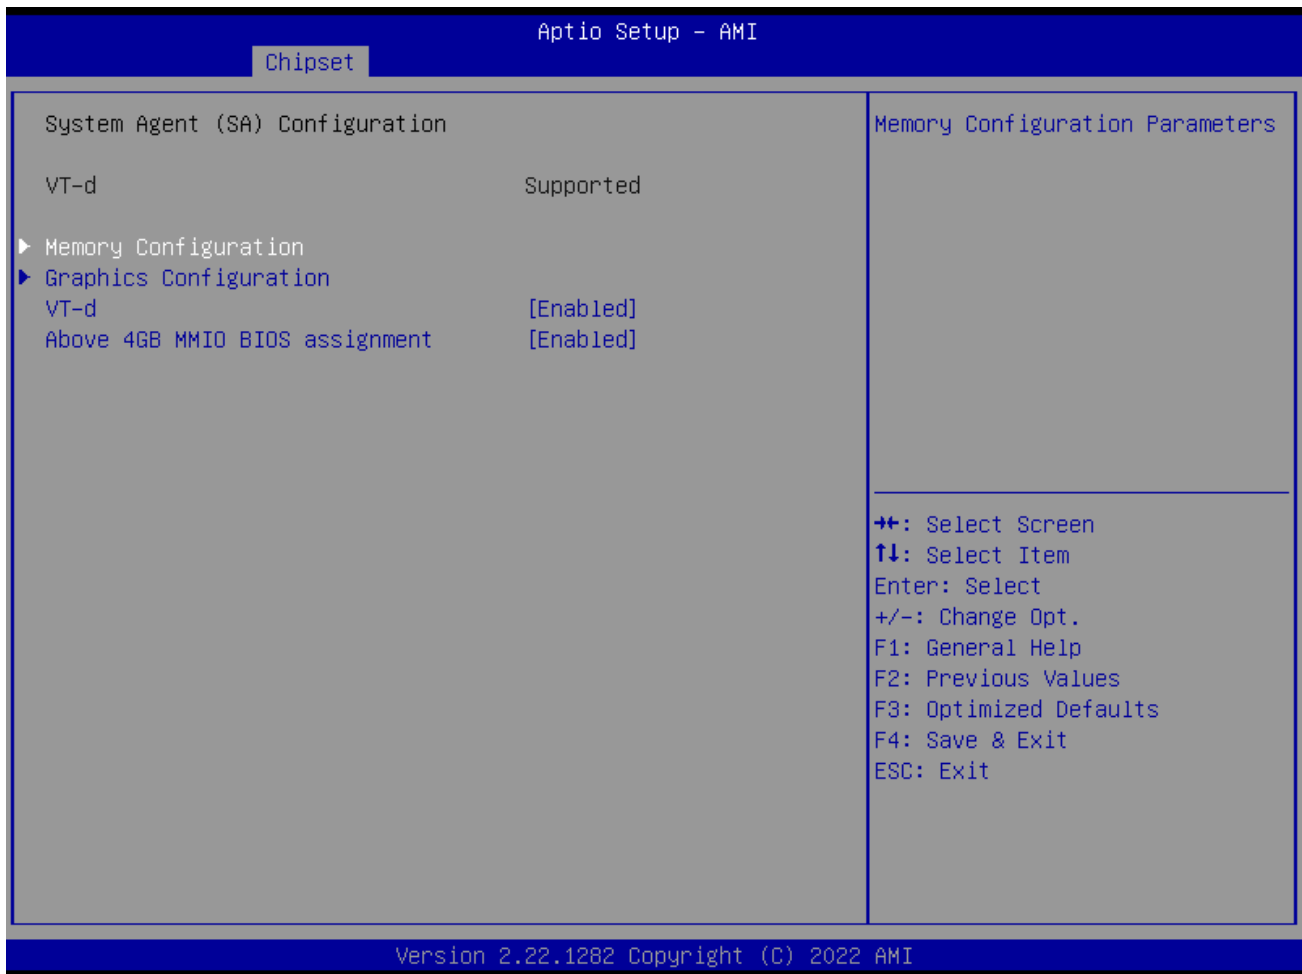 Aptio Setup – AMI
Chipset
System Agent (SA) Configuration
VT-d Supported
Memory Configuration
Graphics Configuration
VT-d [Enabled]
Above 4GB MMIO BIOS assignment [Enabled]
Memory Configuration Parameters
→←: Select Screen
↑↓: Select Item
Enter: Select
+/-: Change Opt.
F1: General Help
F2: Previous Values
F3: Optimized Defaults
F4: Save & Exit
ESC: Exit
Version 2.22.1282 Copyright (C) 2022 AMI